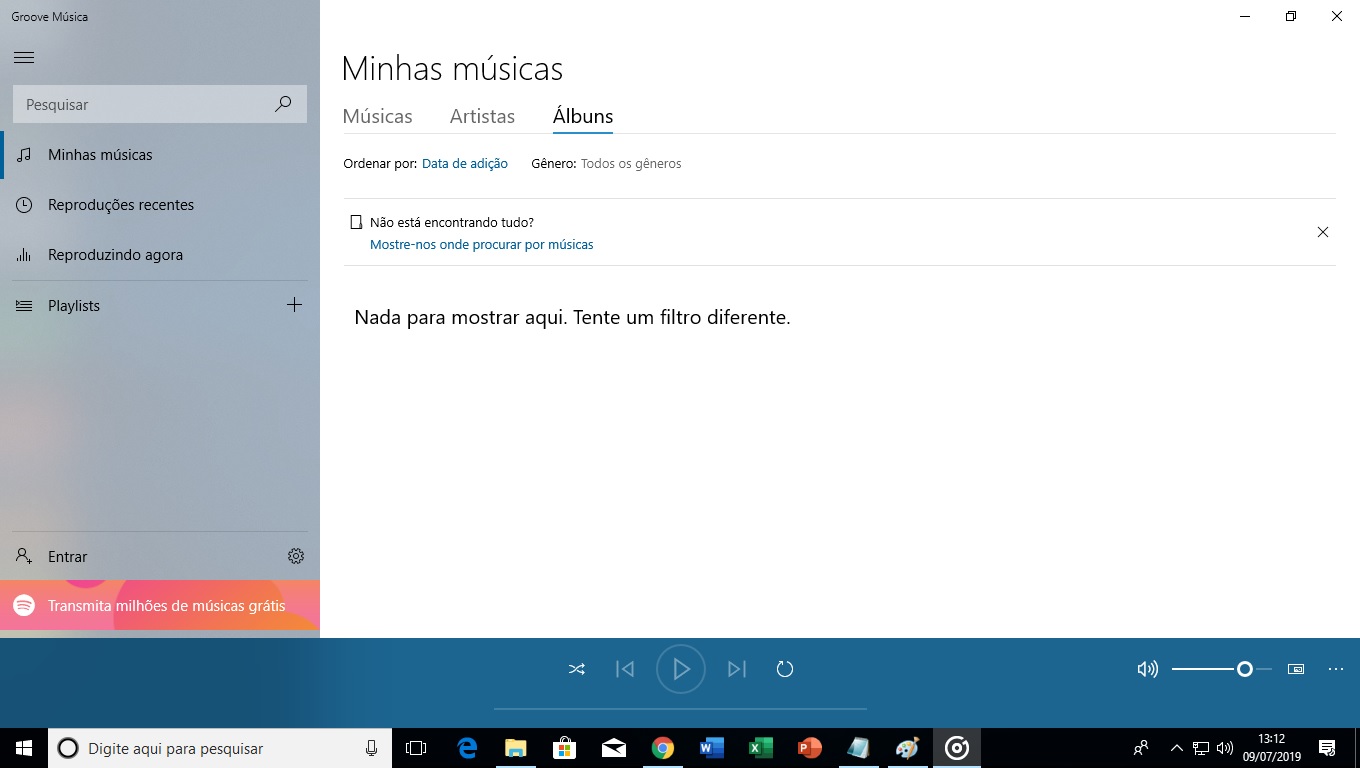 Groove Música
Pesquisar
Minhas músicas
Reproduções recentes
Reproduzindo agora
Playlists
Entrar
Transmita milhões de músicas grátis
Minhas músicas
Músicas Artistas Álbuns
Ordenar por: Data de adição Gênero: Todos os gêneros
Não está encontrando tudo?
Mostre-nos onde procurar por músicas
Nada para mostrar aqui. Tente um filtro diferente.
Digite aqui para pesquisar
13:12
09/07/2019